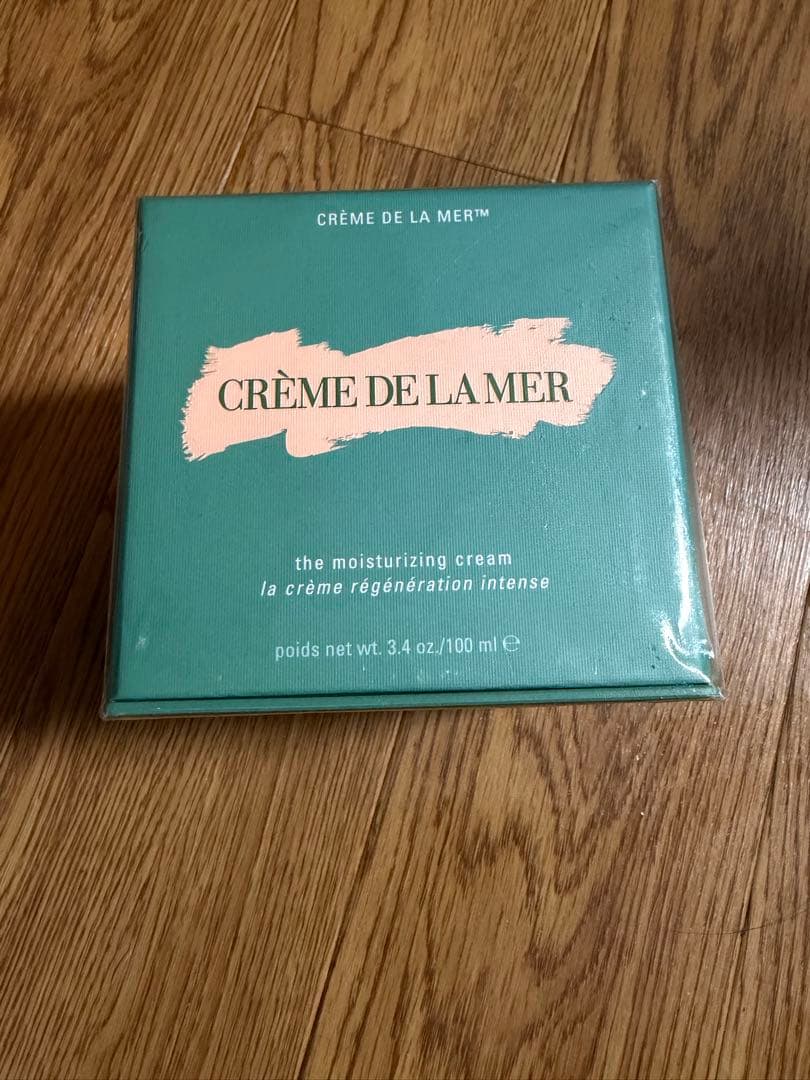 CRÈME DE LA MER™
CRÈME DE LA MER
the moisturizing cream
la crème régénération intense
poids net wt. 3.4 oz./100 ml ℮